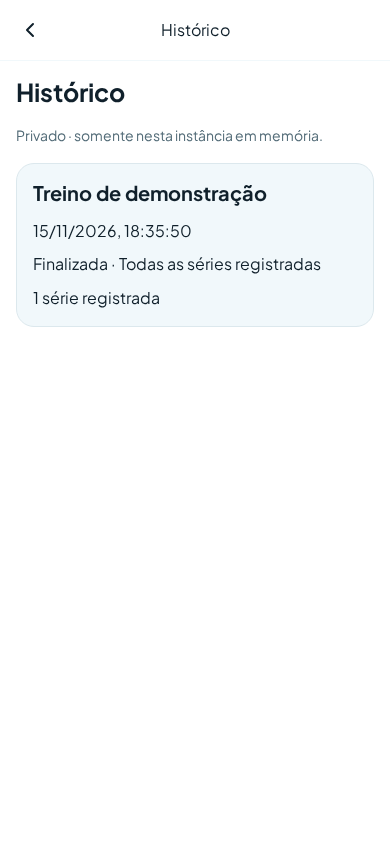 Histórico
Histórico
Privado · somente nesta instância em memória.
Treino de demonstração
15/11/2026, 18:35:50
Finalizada · Todas as séries registradas
1 série registrada